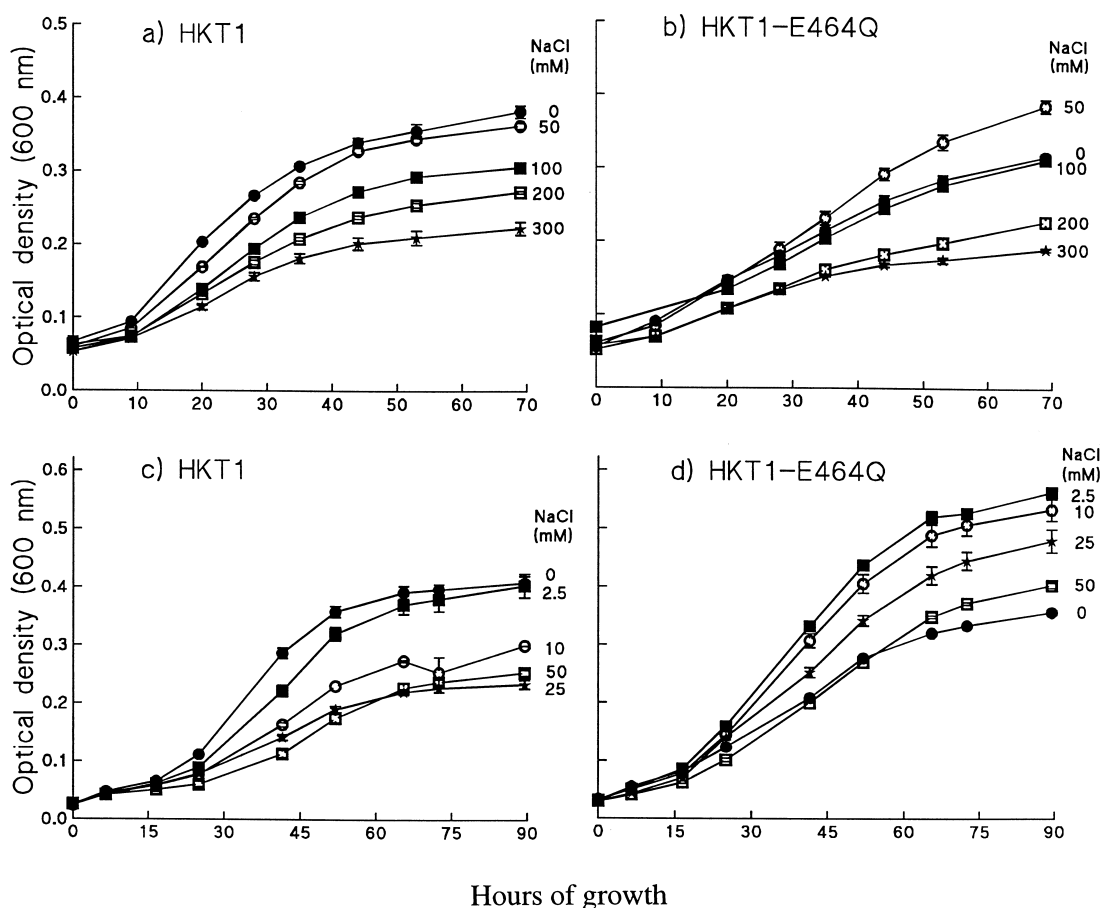 a) HKT1
NaCl
(mM)
0.5
0.4
0.3
0.2
0.1
0.0
Optical density (600 nm)
0
50
100
200
300
0 10 20 30 40 50 60 70
b) HKT1-E464Q
NaCl
(mM)
50
0
100
200
300
0 10 20 30 40 50 60 70
c) HKT1
NaCl
(mM)
0.6
0.5
0.4
0.3
0.2
0.1
0.0
Optical density (600 nm)
0
2.5
10
50
25
0 15 30 45 60 75 90
d) HKT1-E464Q
NaCl
(mM)
2.5
10
25
50
0
0 15 30 45 60 75 90
Hours of growth